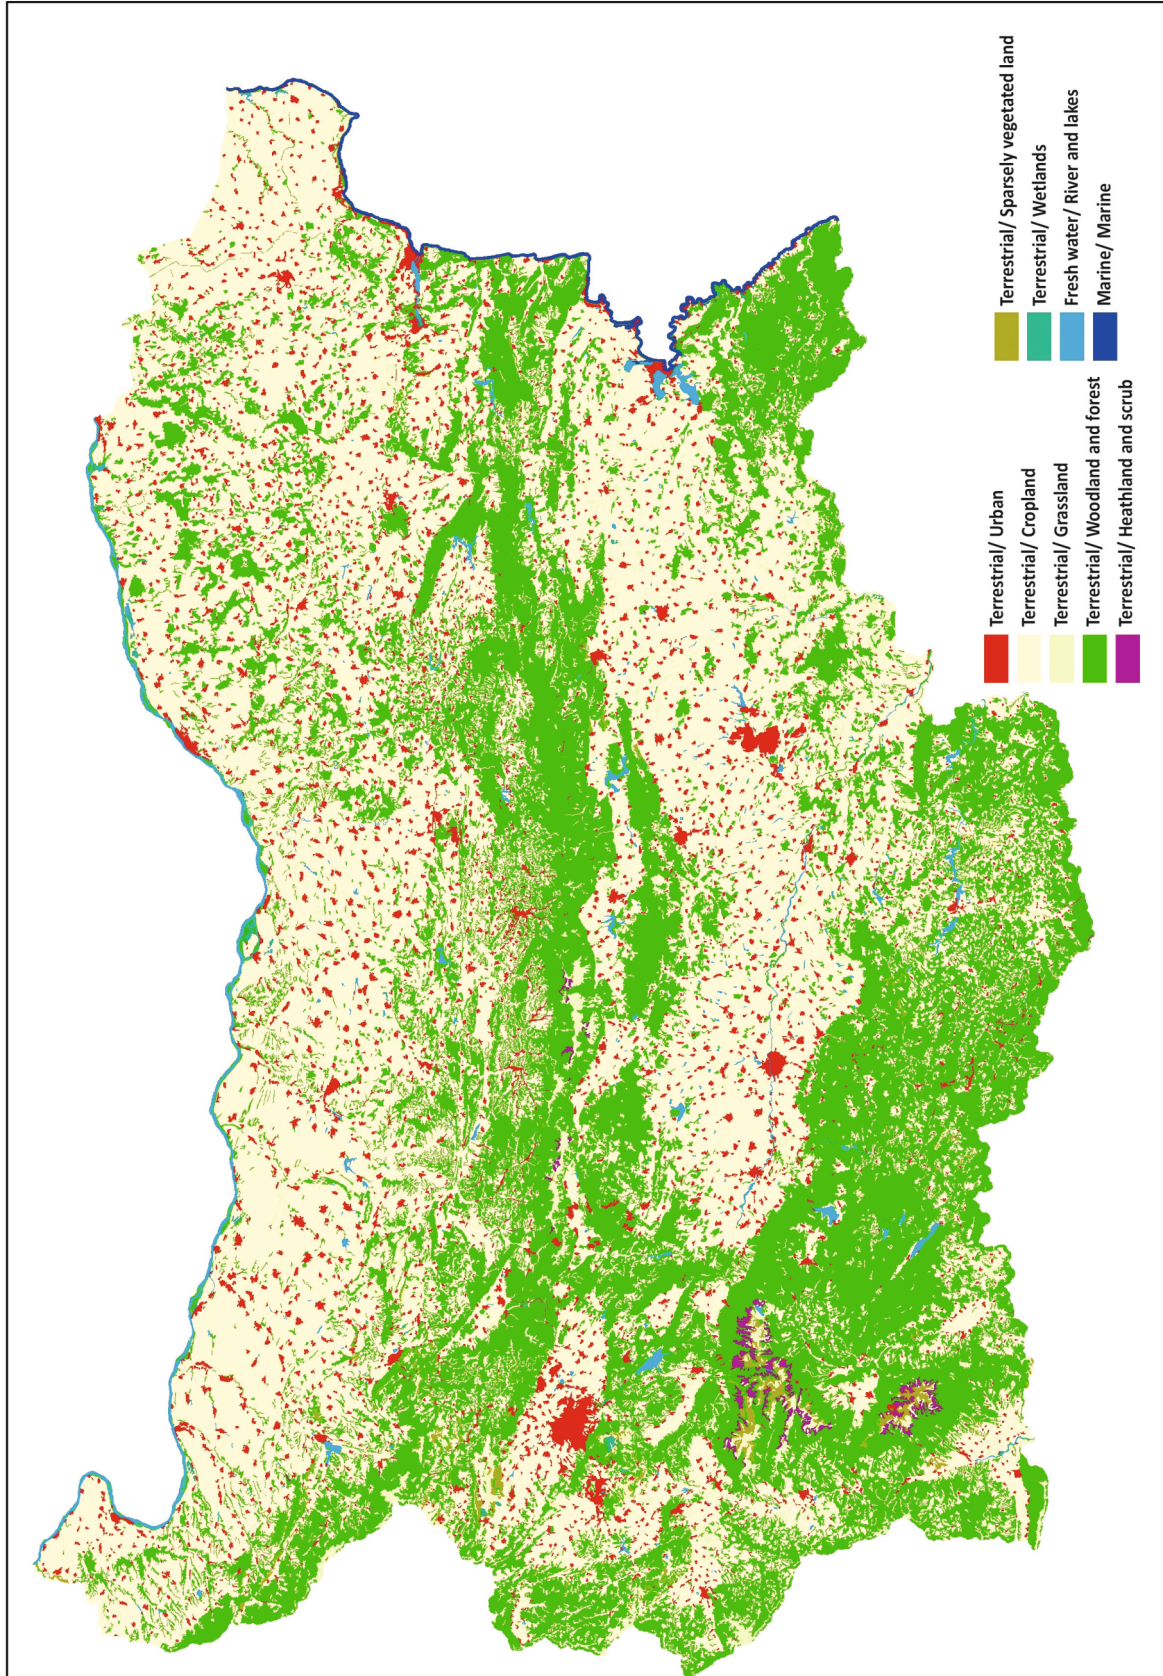 Terrestrial/ Urban
Terrestrial/ Cropland
Terrestrial/ Grassland
Terrestrial/ Woodland and forest
Terrestrial/ Heathland and scrub
Terrestrial/ Sparsely vegetated land
Terrestrial/ Wetlands
Fresh water/ River and lakes
Marine/ Marine